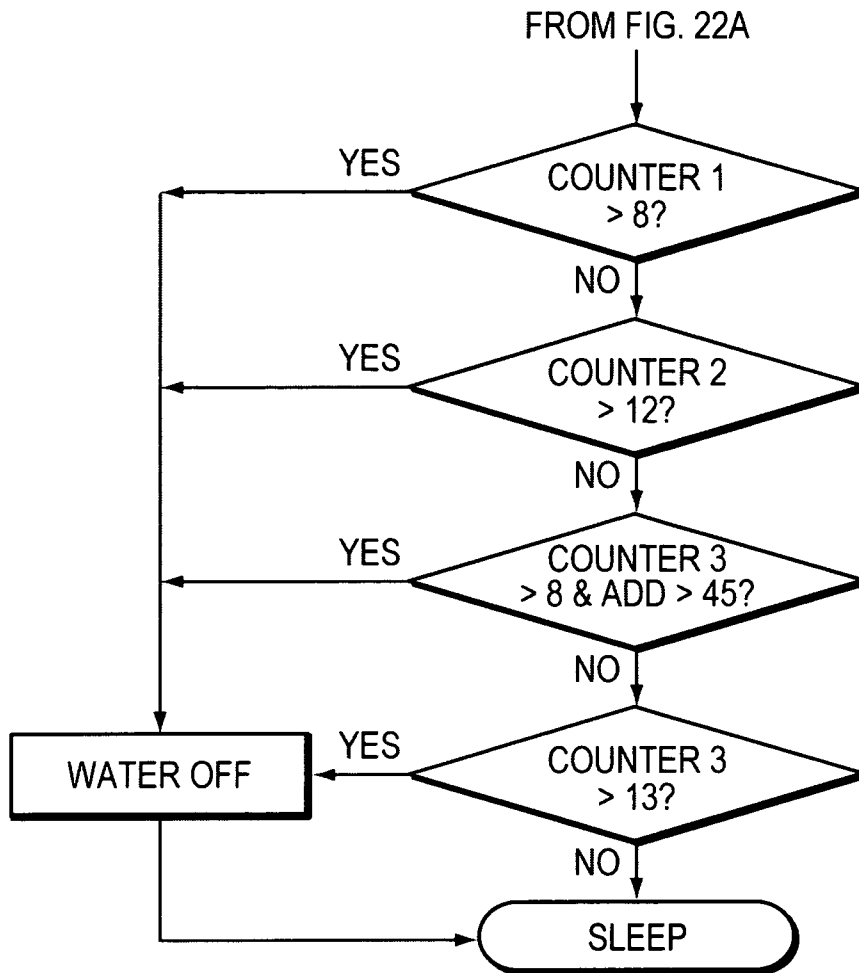 FROM FIG. 22A
YES
COUNTER 1
> 8?
NO
YES
COUNTER 2
> 12?
NO
YES
COUNTER 3
> 8 & ADD > 45?
NO
WATER OFF
YES
COUNTER 3
> 13?
NO
SLEEP